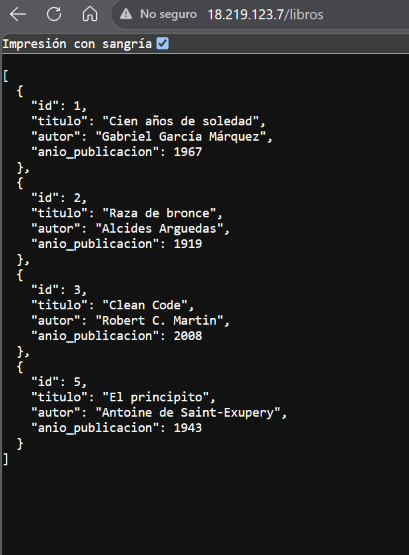 No seguro 18.219.123.7/libros
Impresión con sangría
[
  {
    "id": 1,
    "titulo": "Cien años de soledad",
    "autor": "Gabriel García Márquez",
    "anio_publicacion": 1967
  },
  {
    "id": 2,
    "titulo": "Raza de bronce",
    "autor": "Alcides Arguedas",
    "anio_publicacion": 1919
  },
  {
    "id": 3,
    "titulo": "Clean Code",
    "autor": "Robert C. Martin",
    "anio_publicacion": 2008
  },
  {
    "id": 5,
    "titulo": "El principito",
    "autor": "Antoine de Saint-Exupery",
    "anio_publicacion": 1943
  }
]